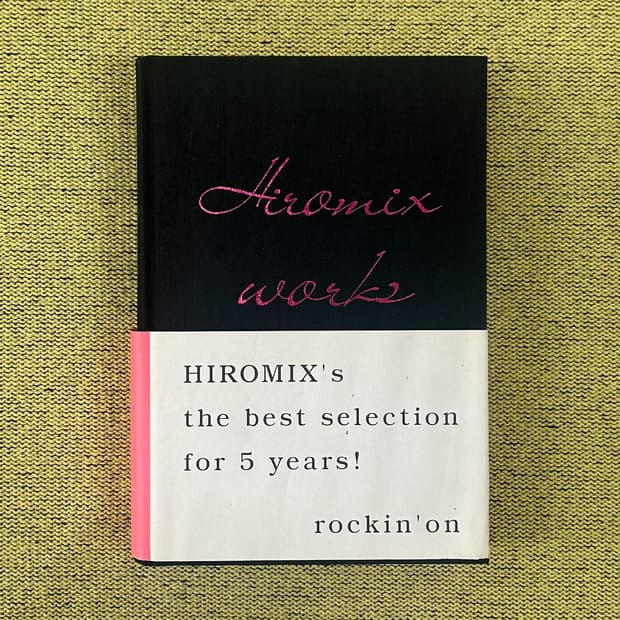 Hiromix
works
HIROMIX's
the best selection
for 5 years!
rockin'on